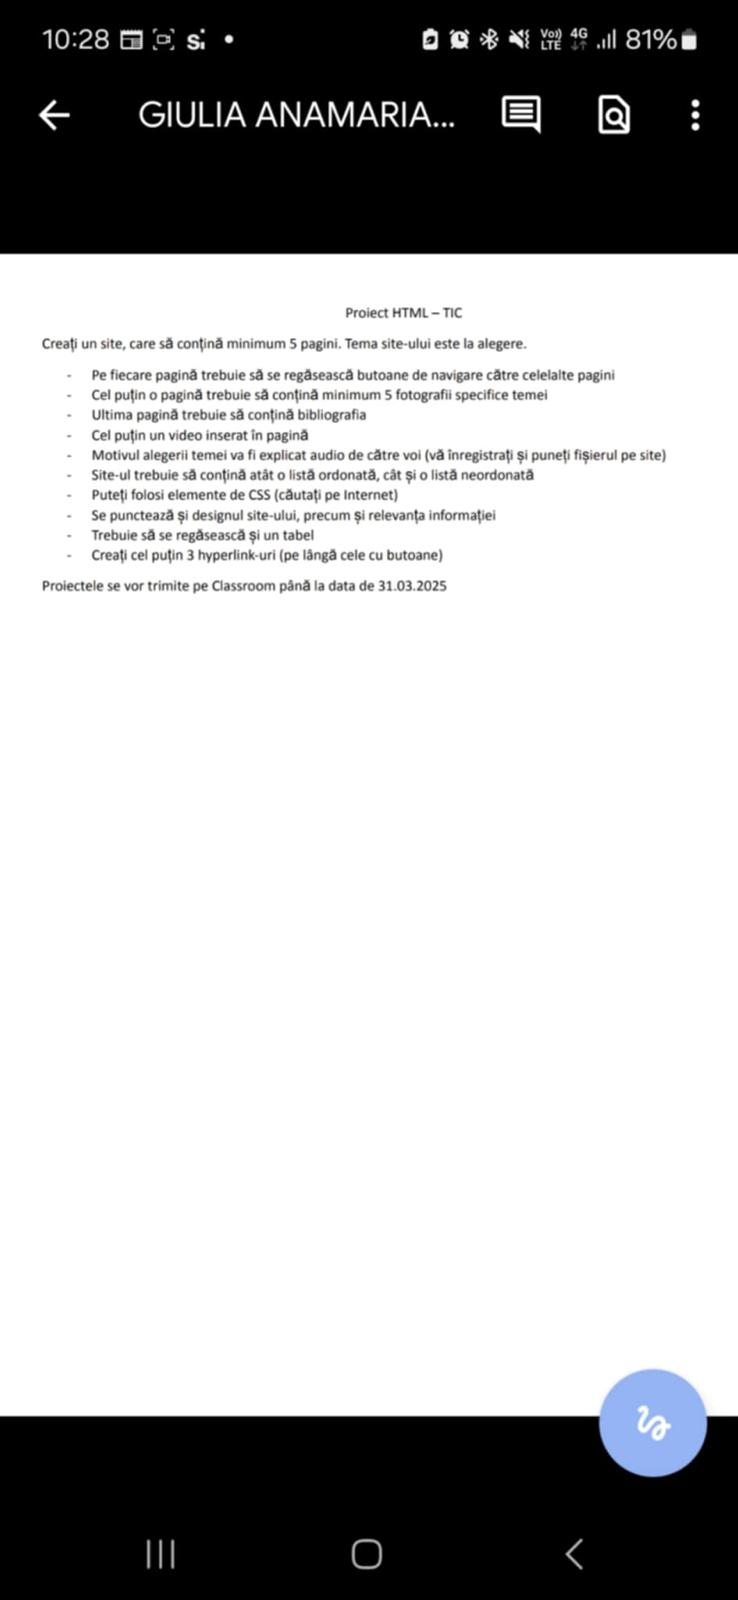 10:28 Si • Vo)) LTE 4G 81%
GIULIA ANAMARIA...
Proiect HTML – TIC
Creați un site, care să conțină minimum 5 pagini. Tema site-ului este la alegere.
- Pe fiecare pagină trebuie să se regăsească butoane de navigare către celelalte pagini
- Cel puțin o pagină trebuie să conțină minimum 5 fotografii specifice temei
- Ultima pagină trebuie să conțină bibliografia
- Cel puțin un video inserat în pagină
- Motivul alegerii temei va fi explicat audio de către voi (vă înregistrați și puneți fișierul pe site)
- Site-ul trebuie să conțină atât o listă ordonată, cât și o listă neordonată
- Puteți folosi elemente de CSS (căutați pe Internet)
- Se punctează și designul site-ului, precum și relevanța informației
- Trebuie să se regăsească și un tabel
- Creați cel puțin 3 hyperlink-uri (pe lângă cele cu butoane)
Proiectele se vor trimite pe Classroom până la data de 31.03.2025